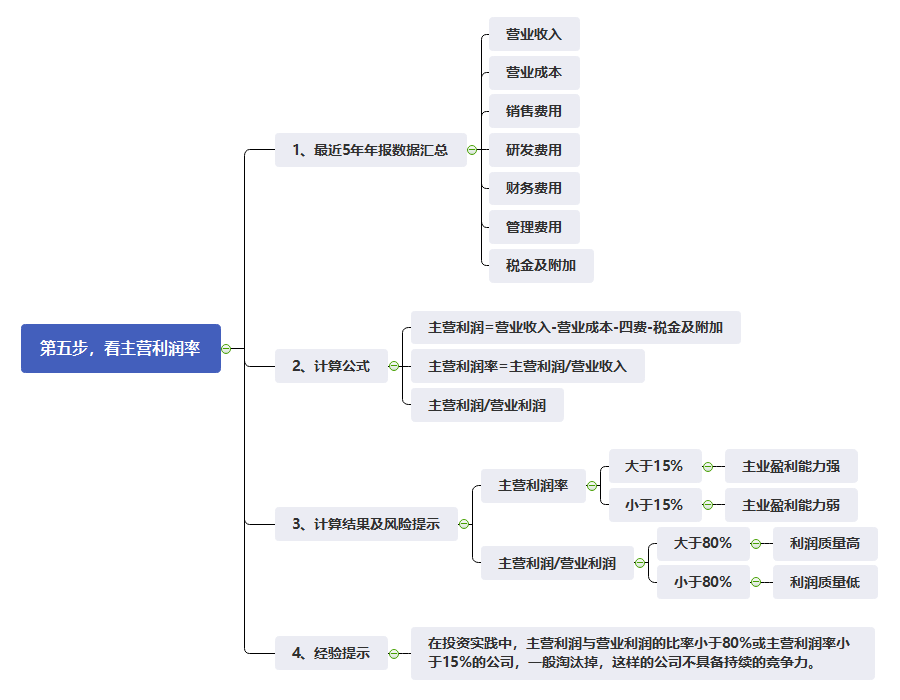 第五步，看主营利润率
1、最近5年年报数据汇总
营业收入
营业成本
销售费用
研发费用
财务费用
管理费用
税金及附加
2、计算公式
主营利润=营业收入-营业成本-四费-税金及附加
主营利润率=主营利润/营业收入
主营利润/营业利润
3、计算结果及风险提示
主营利润率
大于15%
主业盈利能力强
小于15%
主业盈利能力弱
主营利润/营业利润
大于80%
利润质量高
小于80%
利润质量低
4、经验提示
在投资实践中，主营利润与营业利润的比率小于80%或主营利润率小
于15%的公司，一般淘汰掉，这样的公司不具备持续的竞争力。